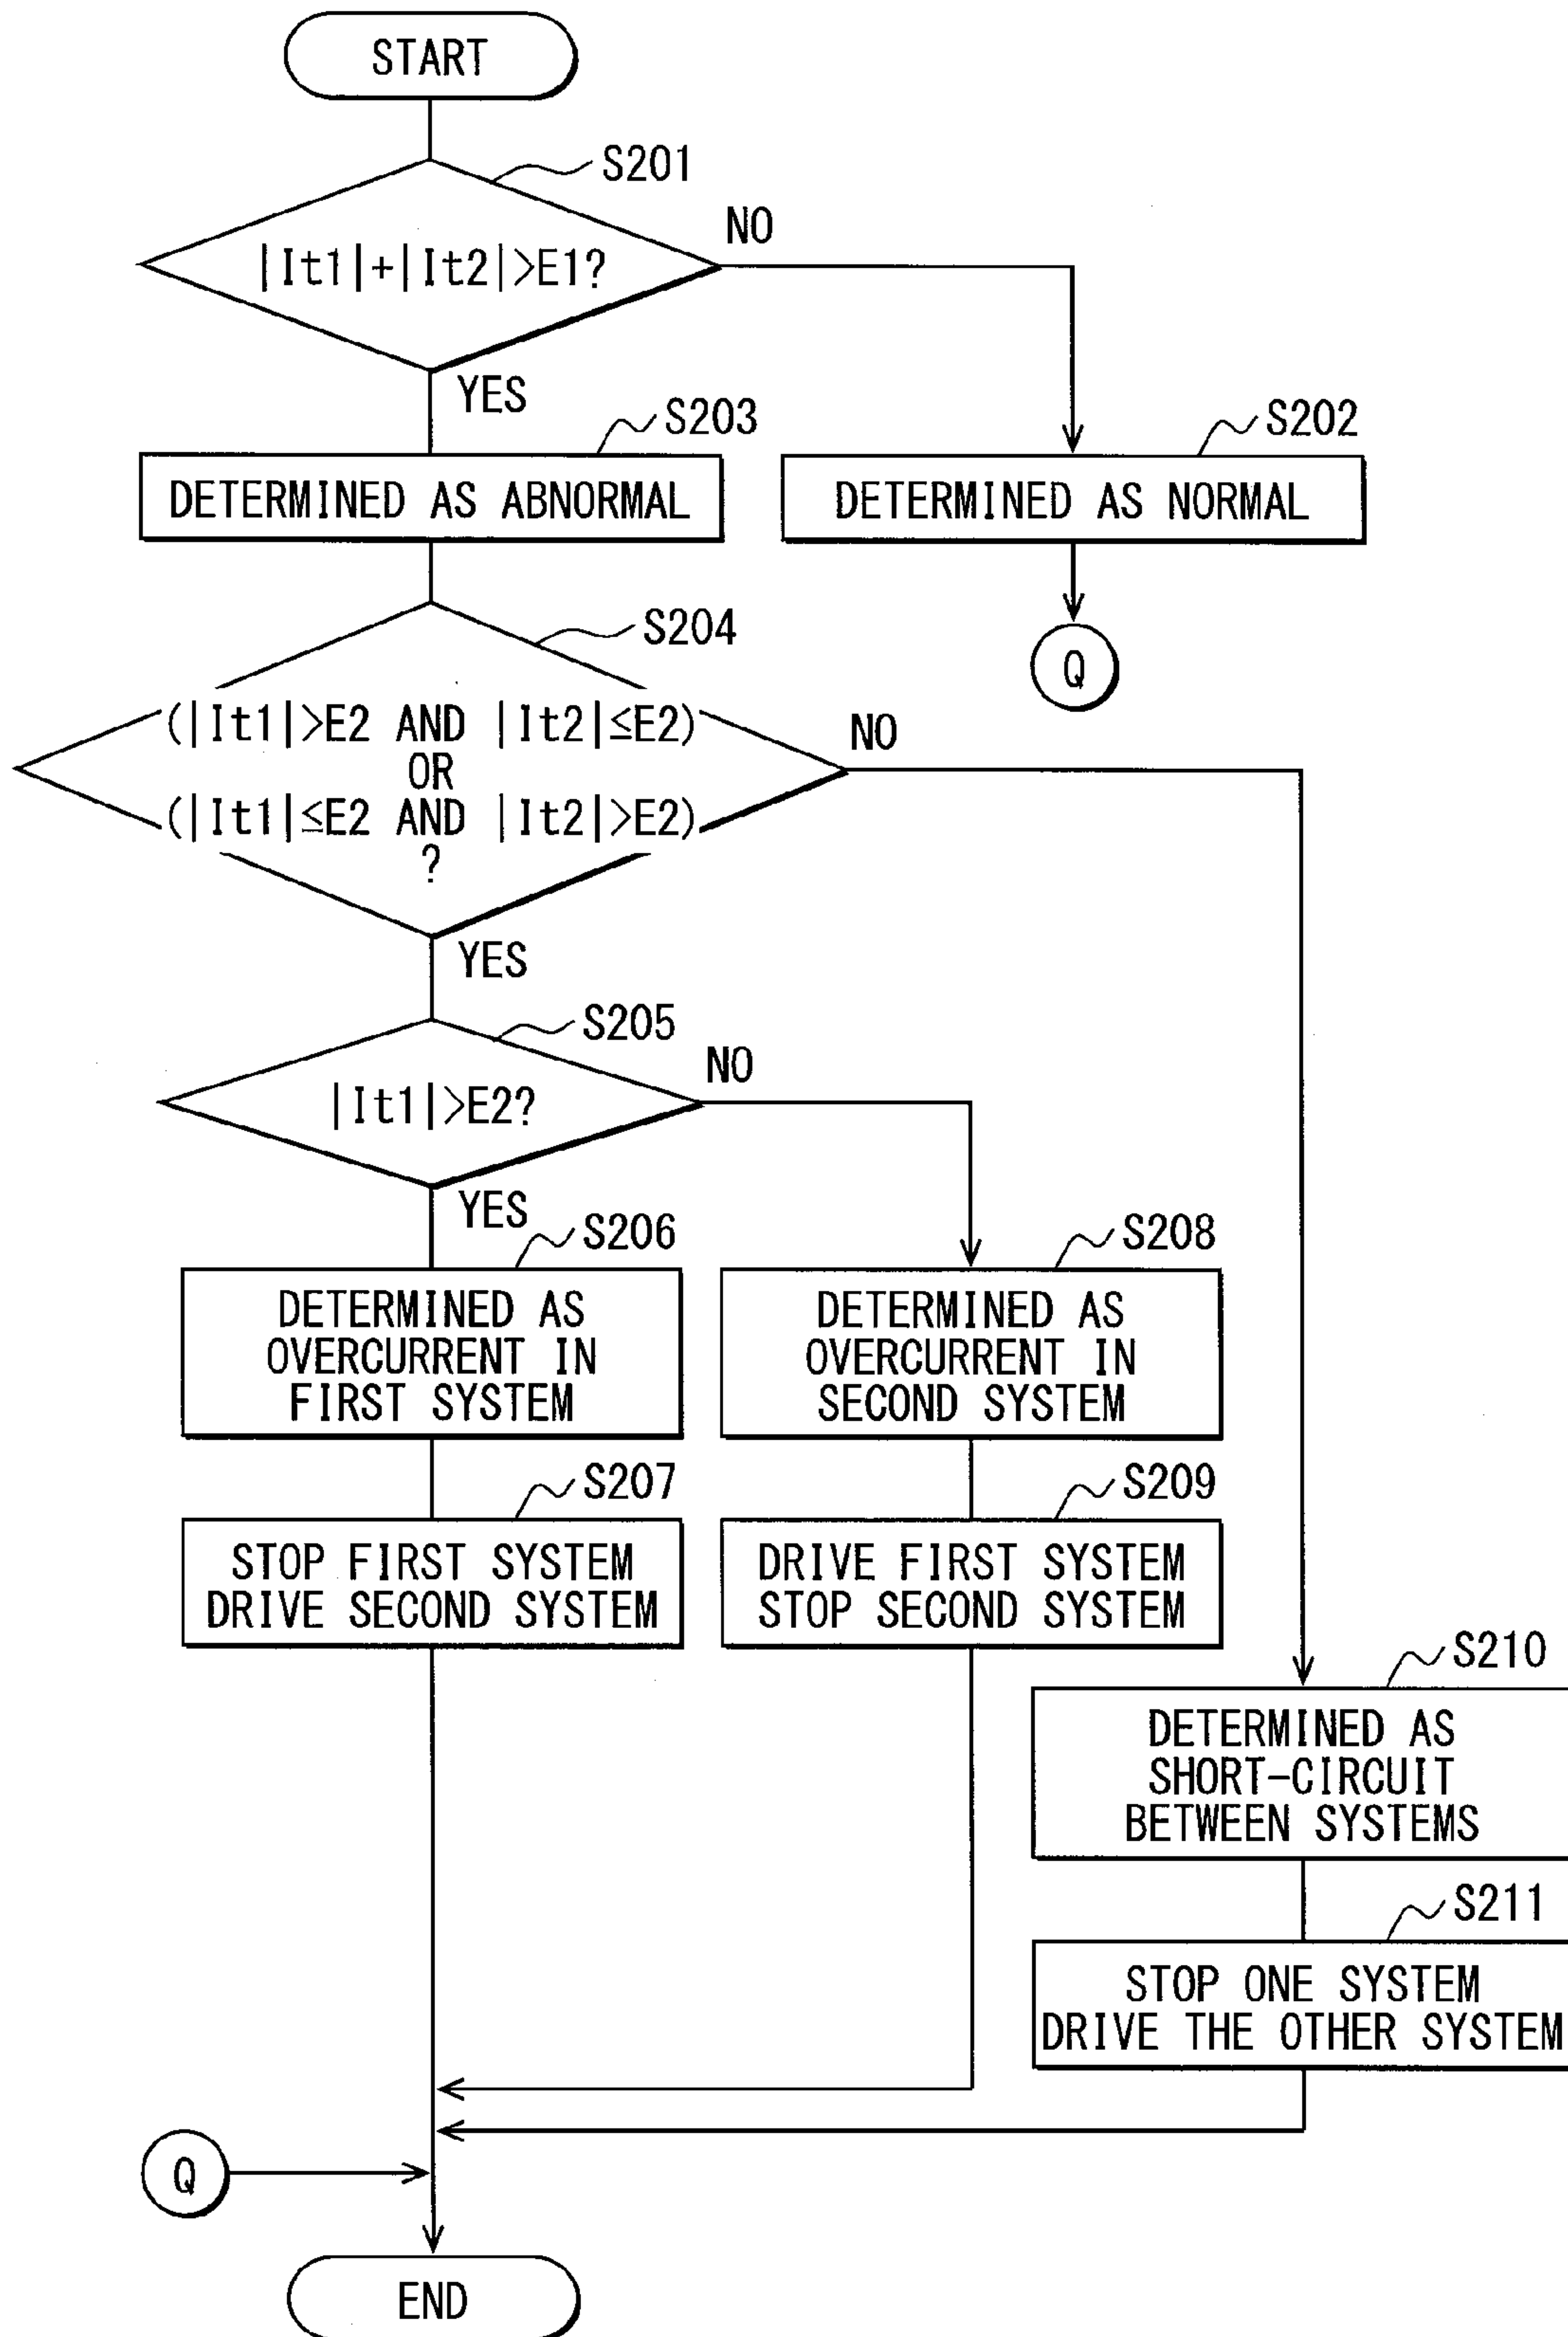 START
S201
|It1|+|It2|>E1?
NO
YES
S203
DETERMINED AS ABNORMAL
S202
DETERMINED AS NORMAL
Q
S204
(|It1|>E2 AND |It2|≦E2)
OR
(|It1|≦E2 AND |It2|>E2)
?
NO
YES
S205
|It1|>E2?
NO
YES
S206
DETERMINED AS
OVERCURRENT IN
FIRST SYSTEM
S208
DETERMINED AS
OVERCURRENT IN
SECOND SYSTEM
S207
STOP FIRST SYSTEM
DRIVE SECOND SYSTEM
S209
DRIVE FIRST SYSTEM
STOP SECOND SYSTEM
S210
DETERMINED AS
SHORT-CIRCUIT
BETWEEN SYSTEMS
S211
STOP ONE SYSTEM
DRIVE THE OTHER SYSTEM
Q
END